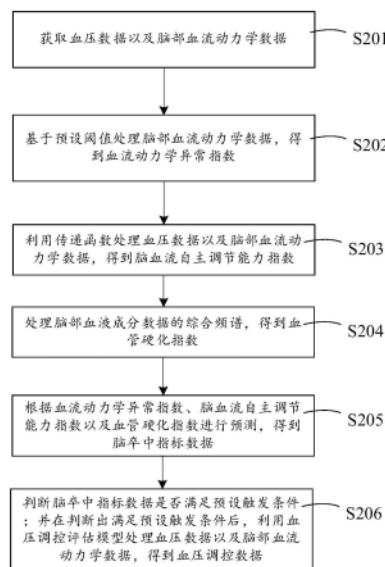 获取血压数据以及脑部血流动力学数据
S201
基于预设阈值处理脑部血流动力学数据，得
到血流动力学异常指数
S202
利用传递函数处理血压数据以及脑部血流动
力学数据，得到脑血流自主调节能力指数
S203
处理脑部血液成分数据的综合频谱，得到血
管硬化指数
S204
根据血流动力学异常指数、脑血流自主调节
能力指数以及血管硬化指数进行预测，得到
脑卒中指标数据
S205
判断脑卒中指标数据是否满足预设触发条件
；并在判断出满足预设触发条件后，利用血
压调控评估模型处理血压数据以及脑部血流
动力学数据，得到血压调控数据
S206